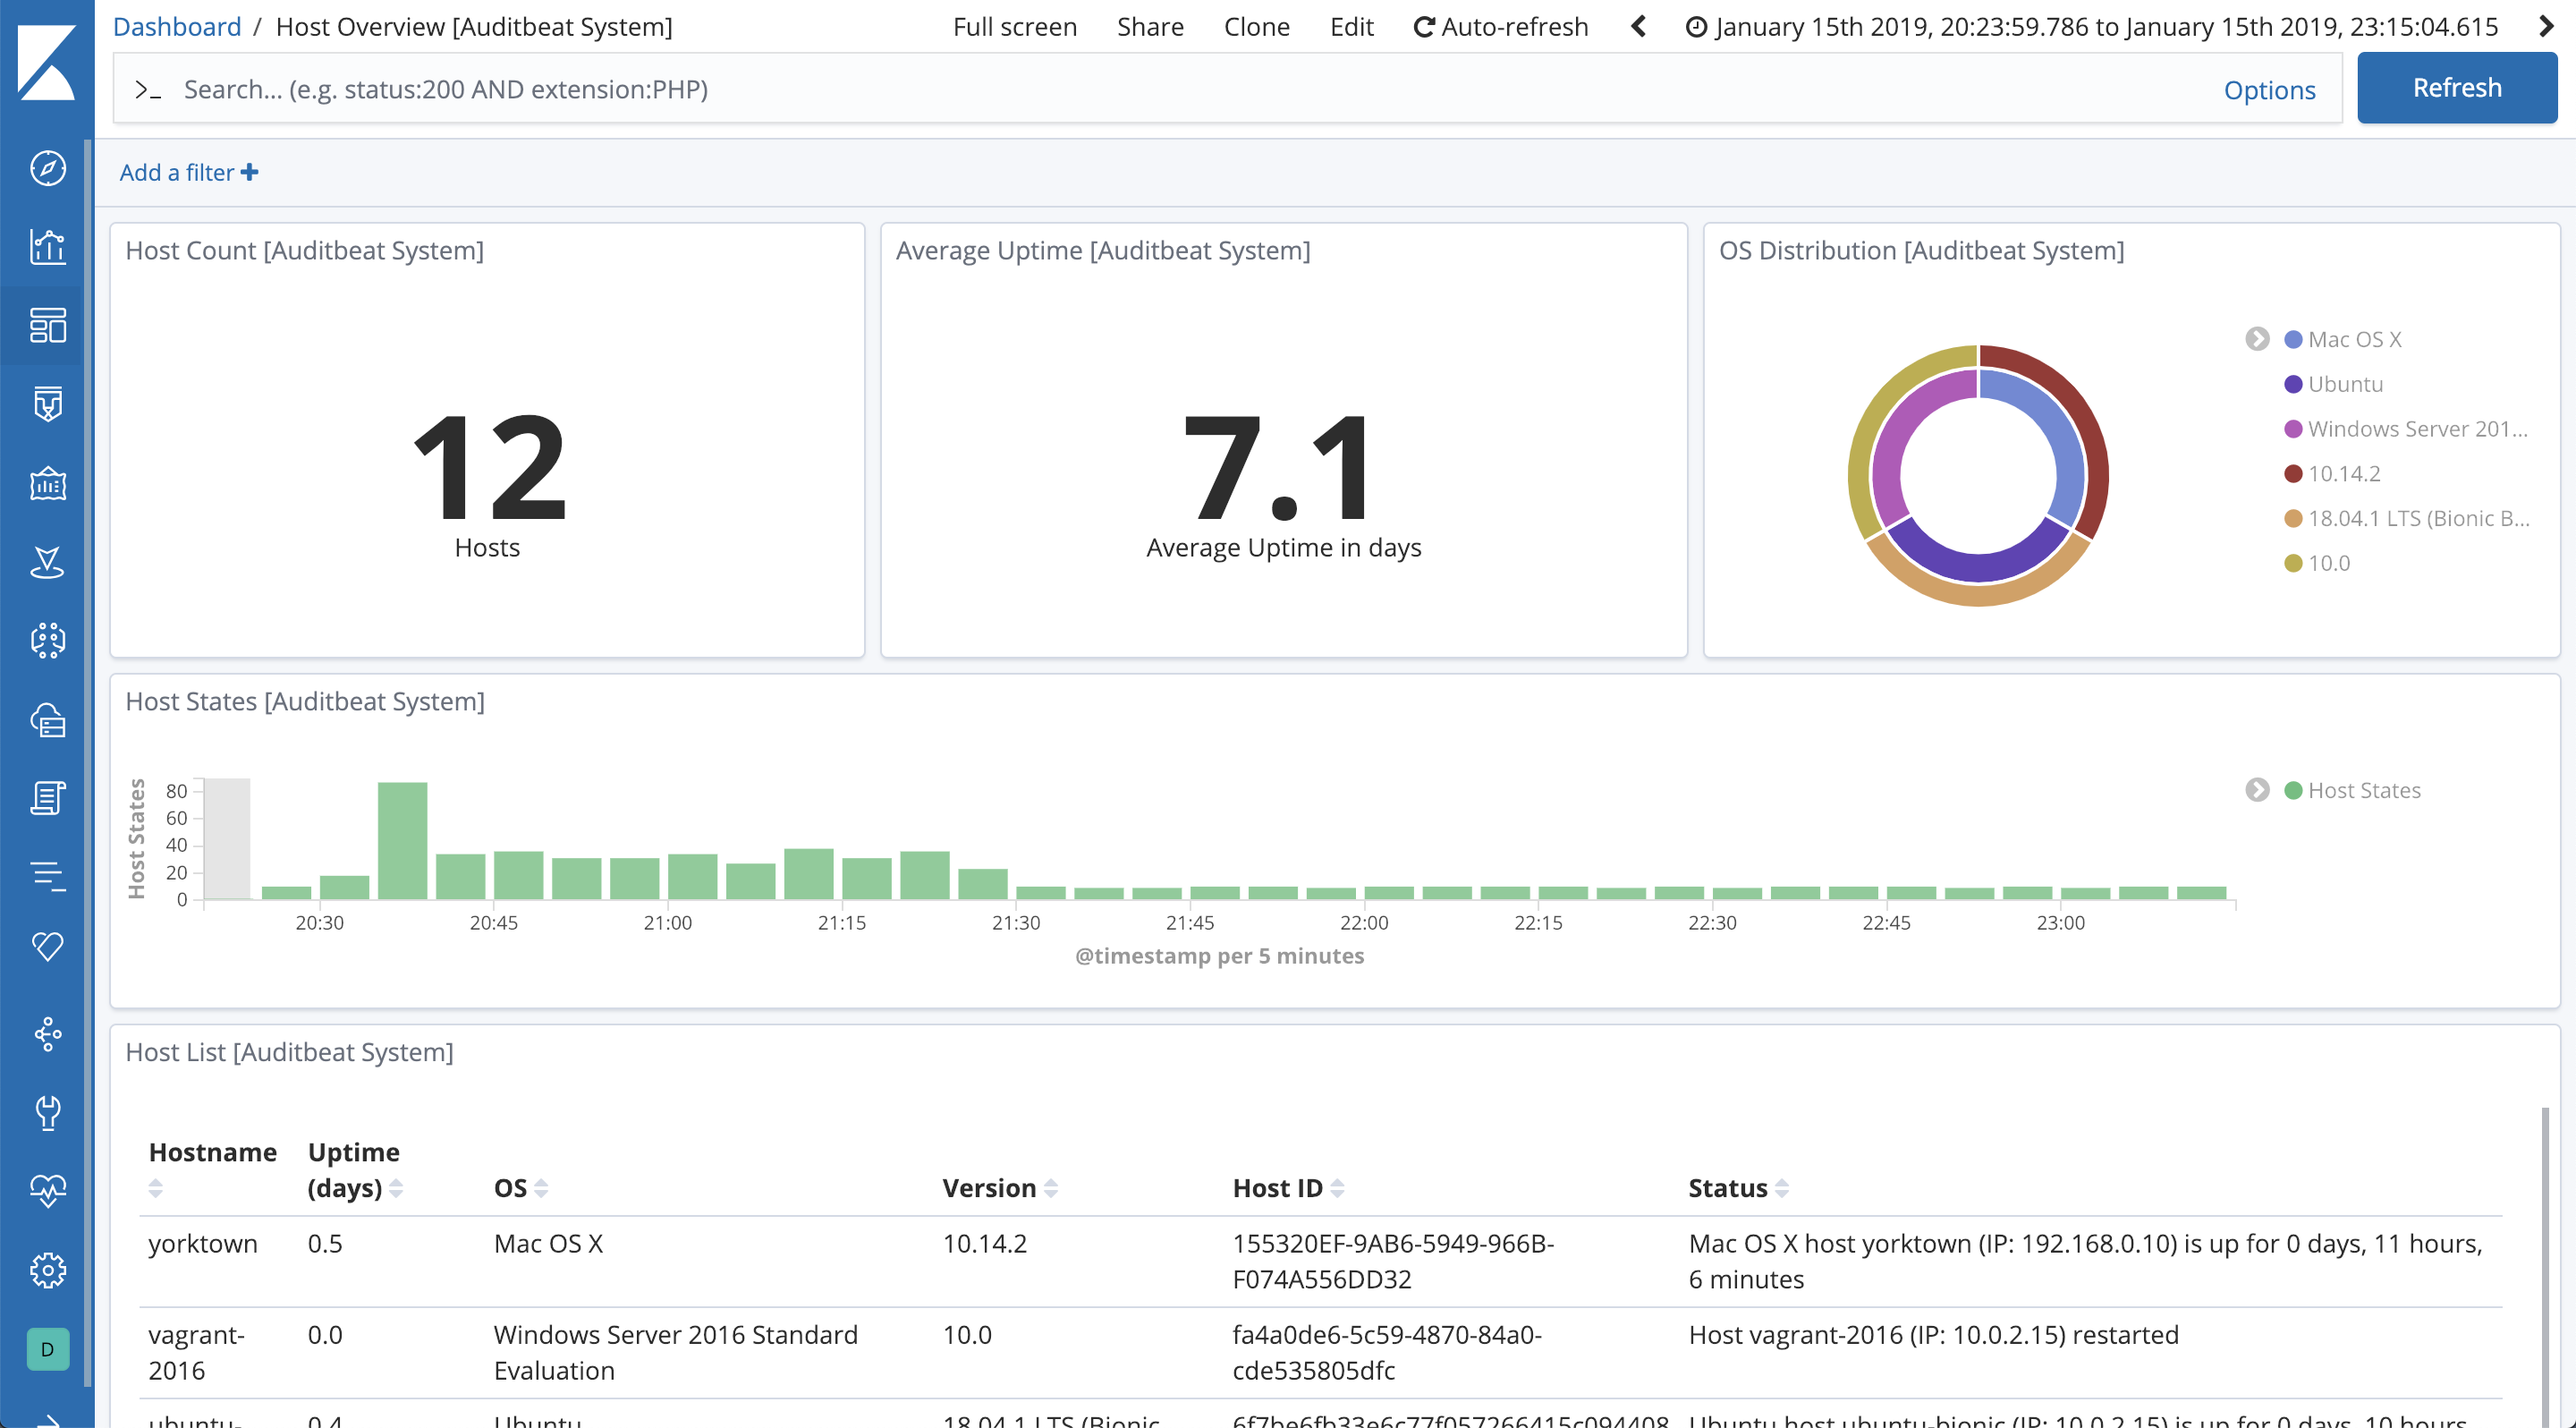 Dashboard / Host Overview [Auditbeat System]
Full screen Share Clone Edit Auto-refresh January 15th 2019, 20:23:59.786 to January 15th 2019, 23:15:04.615
>_ Search... (e.g. status:200 AND extension:PHP) Options Refresh
Add a filter +
Host Count [Auditbeat System]
12
Hosts
Average Uptime [Auditbeat System]
7.1
Average Uptime in days
OS Distribution [Auditbeat System]
Mac OS X
Ubuntu
Windows Server 201...
10.14.2
18.04.1 LTS (Bionic B...
10.0
Host States [Auditbeat System]
Host States
80
60
40
20
0
20:30 20:45 21:00 21:15 21:30 21:45 22:00 22:15 22:30 22:45 23:00
@timestamp per 5 minutes
Host States
Host List [Auditbeat System]
Hostname Uptime (days) OS Version Host ID Status
yorktown 0.5 Mac OS X 10.14.2 155320EF-9AB6-5949-966B- Mac OS X host yorktown (IP: 192.168.0.10) is up for 0 days, 11 hours,
F074A556DD32 6 minutes
vagrant- 0.0 Windows Server 2016 Standard 10.0 fa4a0de6-5c59-4870-84a0- Host vagrant-2016 (IP: 10.0.2.15) restarted
2016 Evaluation cde535805dfc
ubuntu- 0.4 Ubuntu 18.04.1 LTS (Bionic 6f7be6fb33e6c77f057266415c094408 Ubuntu host ubuntu-bionic (IP: 10.0.2.15) is up for 0 days, 10 hours,
D